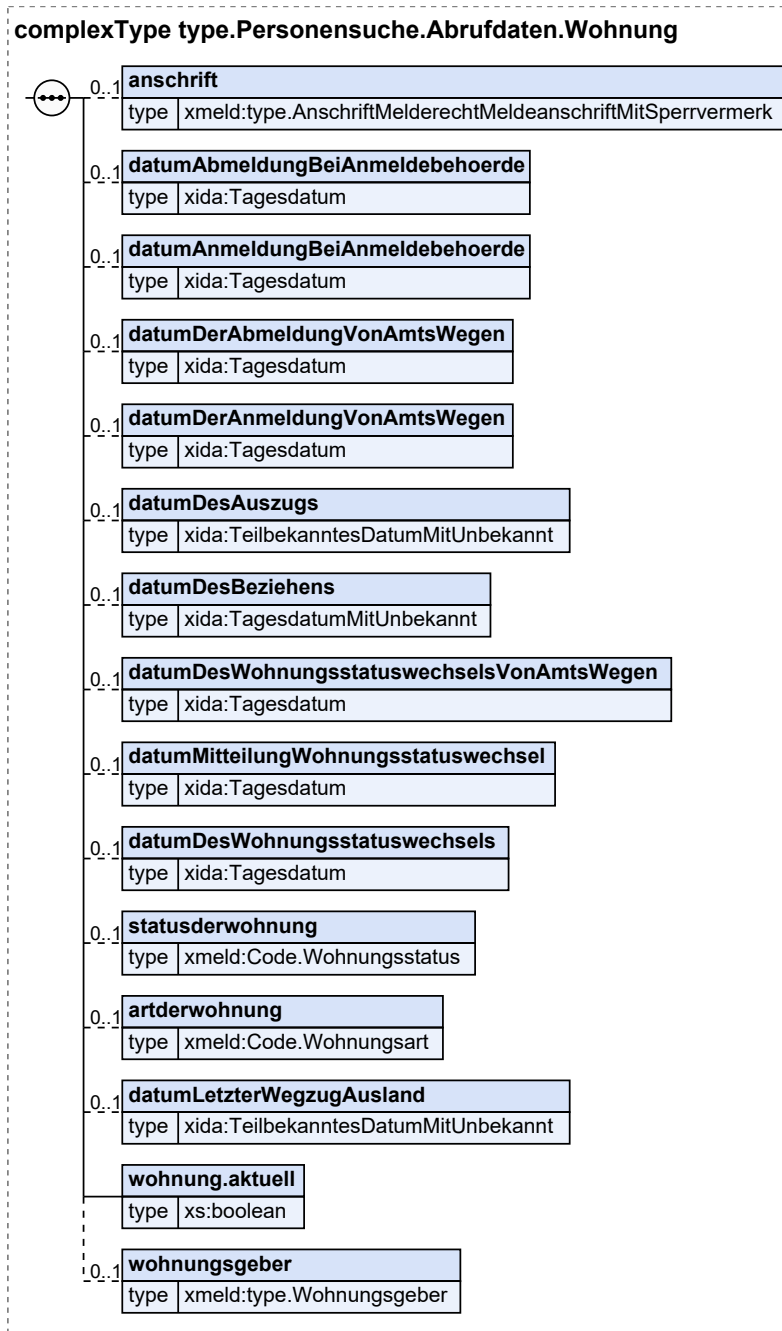 complexType type.Personensuche.Abrufdaten.Wohnung
0..1 anschrift
type xmeld:type.AnschriftMelderechtMeldeanschriftMitSperrvermerk
0..1 datumAbmeldungBeiAnmeldebehoerde
type xida:Tagesdatum
0..1 datumAnmeldungBeiAnmeldebehoerde
type xida:Tagesdatum
0..1 datumDerAbmeldungVonAmtsWegen
type xida:Tagesdatum
0..1 datumDerAnmeldungVonAmtsWegen
type xida:Tagesdatum
0..1 datumDesAuszugs
type xida:TeilbekanntesDatumMitUnbekannt
0..1 datumDesBeziehens
type xida:TagesdatumMitUnbekannt
0..1 datumDesWohnungsstatuswechselsVonAmtsWegen
type xida:Tagesdatum
0..1 datumMitteilungWohnungsstatuswechsel
type xida:Tagesdatum
0..1 datumDesWohnungsstatuswechsels
type xida:Tagesdatum
0..1 statusderwohnung
type xmeld:Code.Wohnungsstatus
0..1 artderwohnung
type xmeld:Code.Wohnungsart
0..1 datumLetzterWegzugAusland
type xida:TeilbekanntesDatumMitUnbekannt
wohnung.aktuell
type xs:boolean
0..1 wohnungsgeber
type xmeld:type.Wohnungsgeber